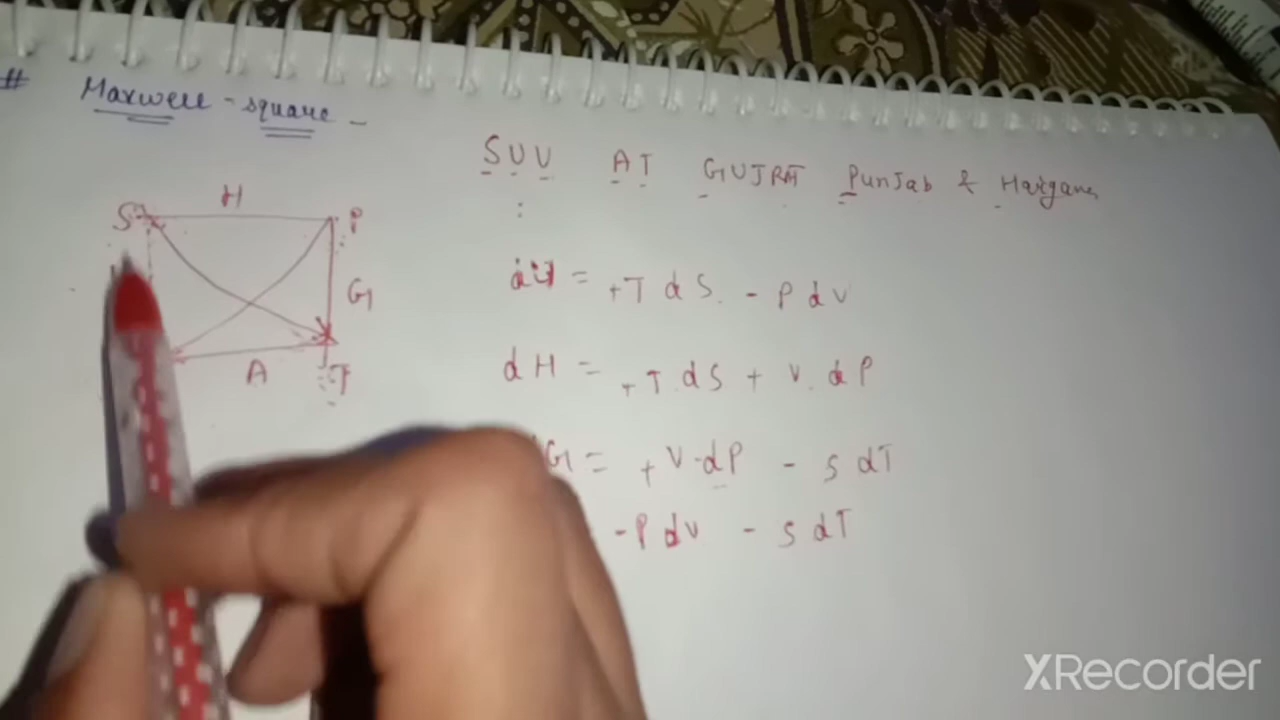 # Maxwell - square -
SUV AT GUJRAT Punjab & Haryana
H
S P
G
A T
:
dU = +T dS. - P dV
dH = +T.dS + V.dP
G = +V.dP - S dT
-P dV - S dT
XRecorder